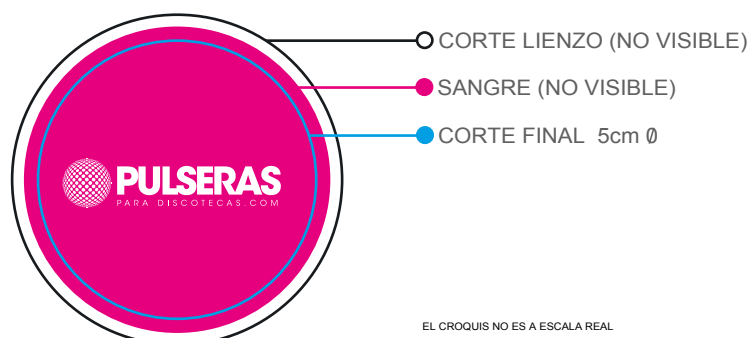 CORTE LIENZO (NO VISIBLE)
SANGRE (NO VISIBLE)
CORTE FINAL 5cm Ø
PULSERAS
PARA DISCOTECAS.COM
EL CROQUIS NO ES A ESCALA REAL